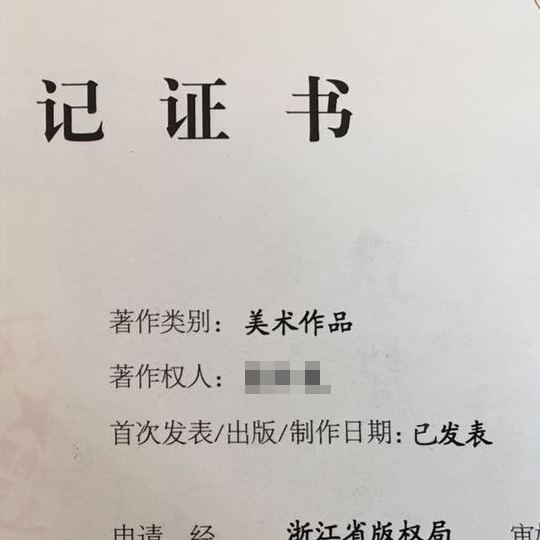 记证书
著作类别：美术作品
著作权人：
首次发表/出版/制作日期：已发表
申请 经 浙江省版权局 审